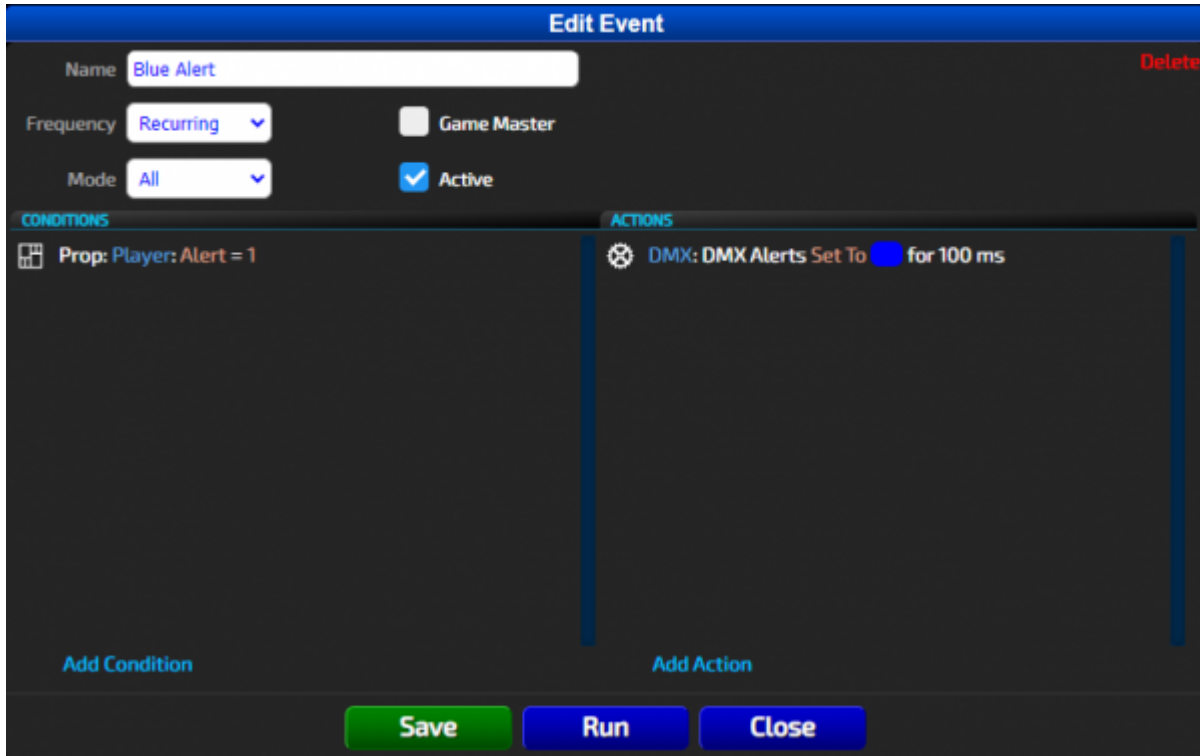 Edit Event
Name Blue Alert Delete
Frequency Recurring Game Master
Mode All Active
CONDITIONS ACTIONS
Prop: Player: Alert = 1 DMX: DMX Alerts Set To for 100 ms
Add Condition Add Action
Save Run Close